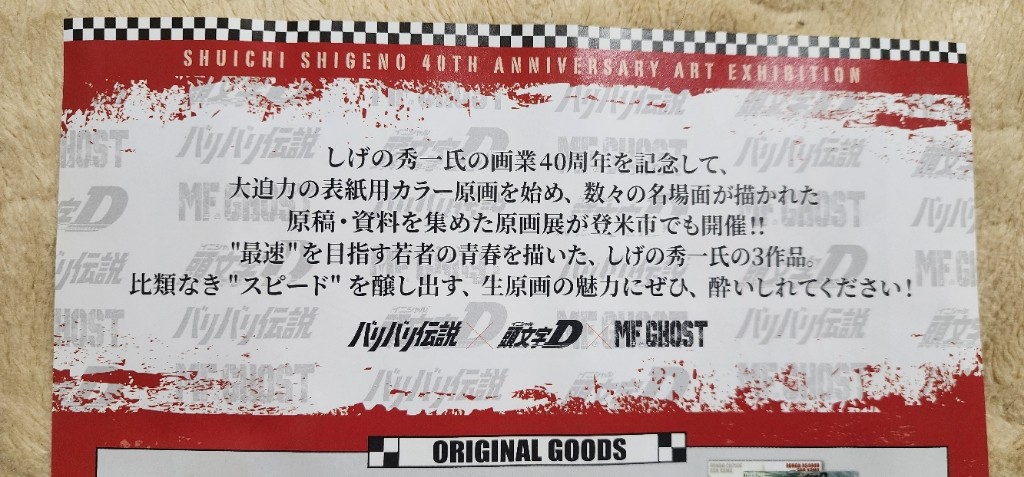 SHUICHI SHIGENO 40TH ANNIVERSARY ART EXHIBITION
しげの秀一氏の画業40周年を記念して、
大迫力の表紙用カラー原画を始め、数々の名場面が描かれた
原稿・資料を集めた原画展が登米市でも開催!!
"最速"を目指す若者の青春を描いた、しげの秀一氏の3作品。
比類なき"スピード"を醸し出す、生原画の魅力にぜひ、酔いしれてください!
バリバリ伝説×頭文字D×MF GHOST
ORIGINAL GOODS